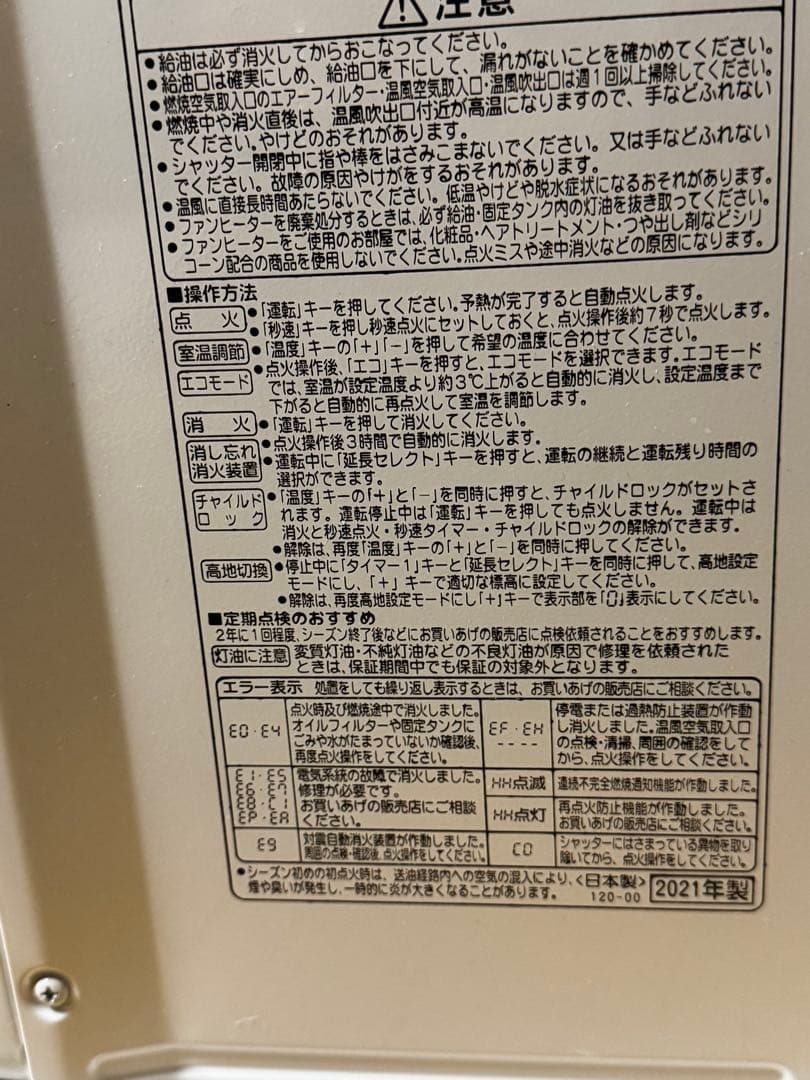 ⚠注意
●給油は必ず消火してからおこなってください。
●給油口は確実にしめ、給油口を下にして、漏れがないことを確かめてください。
●燃焼空気取入口のエアーフィルター・温風空気取入口・温風吹出口は週1回以上掃除してください。
●燃焼中や消火直後は、温風吹出口付近が高温になりますので、手などふれない
でください。やけどのおそれがあります。
●シャッター開閉中に指や棒をはさみこまないでください。又は手などふれない
でください。故障の原因やけがをするおそれがあります。
●温風に直接長時間あたらないでください。低温やけどや脱水症状になるおそれがあります。
●ファンヒーターを廃棄処分するときは、必ず給油・固定タンク内の灯油を抜き取ってください。
●ファンヒーターをご使用のお部屋では、化粧品・ヘアトリートメント・つや出し剤などシリ
コーン配合の商品を使用しないでください。点火ミスや途中消火などの原因になります。
■操作方法
点火 ●「運転」キーを押してください。予熱が完了すると自動点火します。
●「秒速」キーを押し秒速点火にセットしておくと、点火操作後約7秒で点火します。
室温調節 ●「温度」キーの「+」「−」を押して希望の温度に合わせてください。
エコモード ●点火操作後、「エコ」キーを押すと、エコモードを選択できます。エコモード
では、室温が設定温度より約3℃上がると自動的に消火し、設定温度まで
下がると自動的に再点火して室温を調節します。
消火 ●「運転」キーを押して消火してください。
消し忘れ ●点火操作後3時間で自動的に消火します。
消火装置 ●運転中に「延長セレクト」キーを押すと、運転の継続と運転残り時間の
選択ができます。
チャイルド ●「温度」キーの「+」と「−」を同時に押すと、チャイルドロックがセットさ
ロック れます。運転停止中は「運転」キーを押しても点火しません。運転中は
消火と秒速点火・秒速タイマー・チャイルドロックの解除ができます。
●解除は、再度「温度」キーの「+」と「−」を同時に押してください。
高地切換 ●停止中に「タイマー1」キーと「延長セレクト」キーを同時に押して、高地設定
モードにし、「+」キーで適切な標高に設定してください。
●解除は、再度高地設定モードにし「+」キーで表示部を「0」表示にしてください。
■定期点検のおすすめ
2年に1回程度、シーズン終了後などにお買いあげの販売店に点検依頼されることをおすすめします。
灯油に注意 変質灯油・不純灯油などの不良灯油が原因で修理を依頼された
ときは、保証期間中でも保証の対象外となります。
エラー表示 処置をしても繰り返し表示するときは、お買いあげの販売店にご相談ください。
E0・E4
点火時及び燃焼途中で消火しました。
オイルフィルターや固定タンクに
ごみや水がたまっていないか確認後、
再度点火操作をしてください。
EF・EH
----
停電または過熱防止装置が作動
し消火しました。温風空気取入口
の点検・清掃、周囲の確認をして
から、点火操作をしてください。
E1・E5
E6・E7
E8・C1
EP・EA
電気系統の故障で消火しました。
修理が必要です。
お買いあげの販売店にご相談
ください。
HH点滅 連続不完全燃焼通知機能が作動しました。
HH点灯
再点火防止機能が作動しました。
お買いあげの販売店にご相談ください。
E9
対震自動消火装置が作動しました。
周囲の点検・確認後、点火操作をしてください。
C0
シャッターにはさまっている異物を取り
除いてから、点火操作をしてください。
●シーズン初めの初点火時は、送油経路内への空気の混入により、<日本製> 2021年製
煙や臭いが発生し、一時的に炎が大きくなることがあります。 120-00